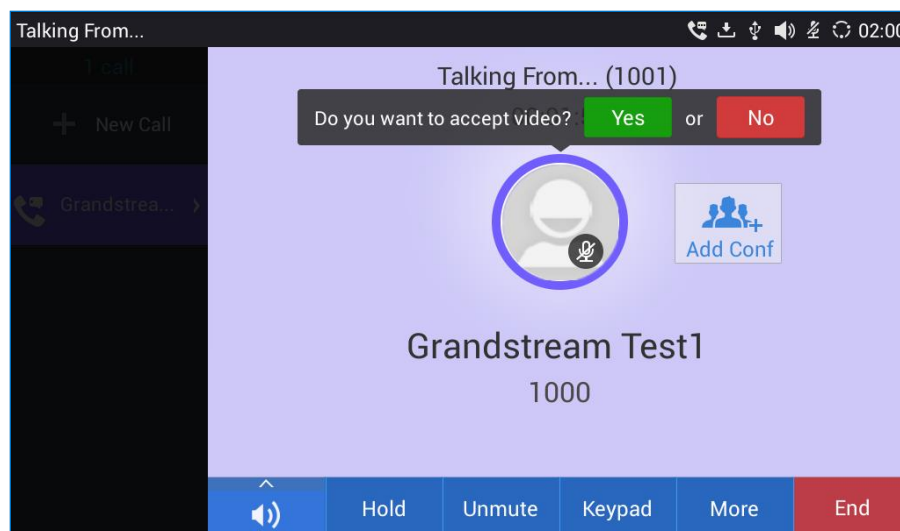 Talking From...
02:00
1 call
Talking From... (1001)
Do you want to accept video? Yes or No
New Call
Grandstrea...
Add Conf
Grandstream Test1
1000
Hold Unmute Keypad More End